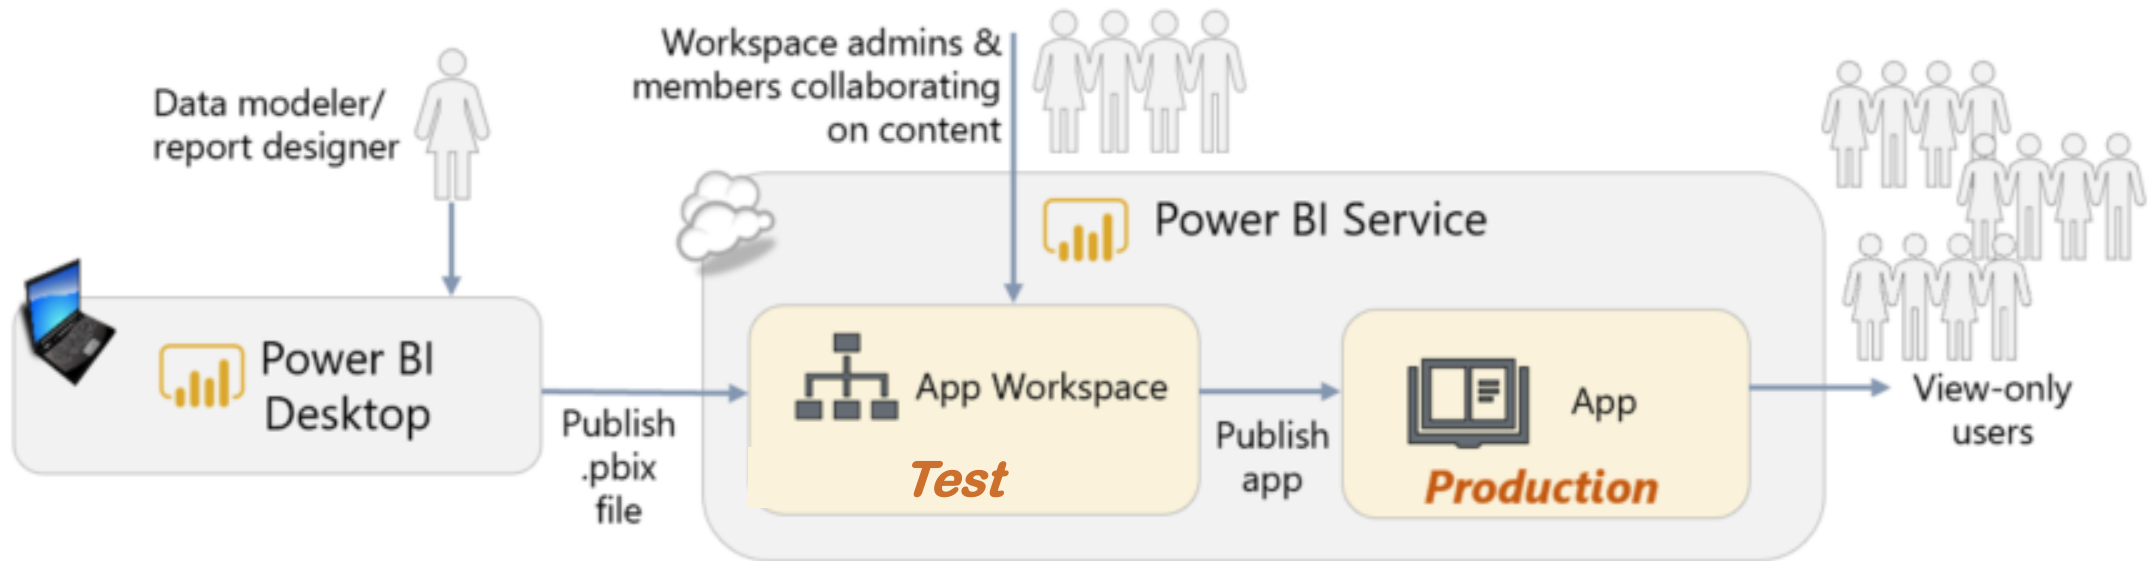 Data modeler/
report designer
Workspace admins &
members collaborating
on content
Power BI Service
Power BI
Desktop
Publish
.pbix
file
App Workspace
Test
Publish
app
App
Production
View-only
users